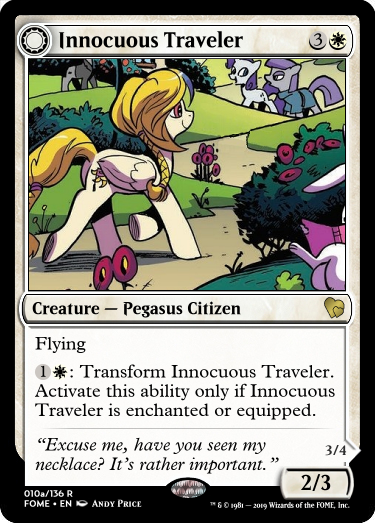 Innocuous Traveler 3
Creature — Pegasus Citizen
Flying
1: Transform Innocuous Traveler.
Activate this ability only if Innocuous
Traveler is enchanted or equipped.
“Excuse me, have you seen my
necklace? It’s rather important.”
3/4
2/3
010a/136 R
FOME • EN ANDY PRICE
™ & © 1981 — 2019 Wizards of the FOME, Inc.